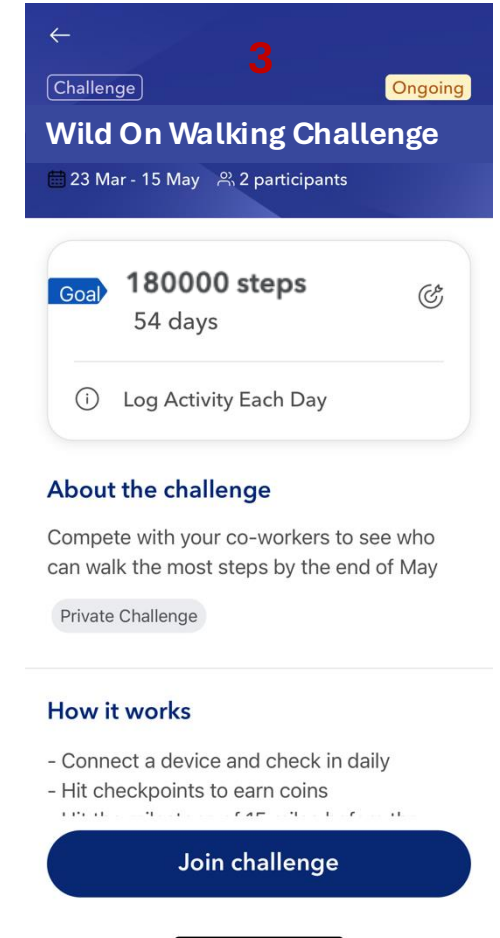 3
Challenge
Ongoing
Wild On Walking Challenge
23 Mar - 15 May 2 participants
Goal
180000 steps
54 days
Log Activity Each Day
About the challenge
Compete with your co-workers to see who
can walk the most steps by the end of May
Private Challenge
How it works
- Connect a device and check in daily
- Hit checkpoints to earn coins
Join challenge